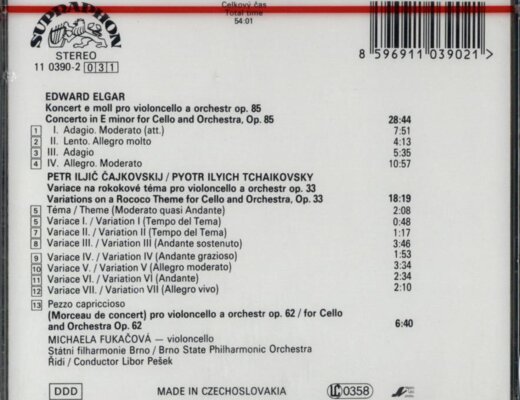 Celkový čas
Total time
54:01
SUPRAPHON
STEREO
11 0390-2 031
8 596911 039021 >
EDWARD ELGAR
Koncert e moll pro violoncello a orchestr op. 85
Concerto in E minor for Cello and Orchestra, Op. 85 28:44
1 I. Adagio. Moderato (att.) 7:51
2 II. Lento. Allegro molto 4:13
3 III. Adagio 5:35
4 IV. Allegro. Moderato 10:57
PETR ILJIČ ČAJKOVSKIJ / PYOTR ILYICH TCHAIKOVSKY
Variace na rokokové téma pro violoncello a orchestr op. 33
Variations on a Rococo Theme for Cello and Orchestra, Op. 33 18:19
5 Téma / Theme (Moderato quasi Andante) 2:08
6 Variace I. / Variation I (Tempo del Tema) 0:48
7 Variace II. / Variation II (Tempo del Tema) 1:17
8 Variace III. / Variation III (Andante sostenuto) 3:46
9 Variace IV. / Variation IV (Andante grazioso) 1:53
10 Variace V. / Variation V (Allegro moderato) 3:34
11 Variace VI. / Variation VI (Andante) 2:34
12 Variace VII. / Variation VII (Allegro vivo) 2:10
13 Pezzo capriccioso
(Morceau de concert) pro violoncello a orchestr op. 62 / for Cello
and Orchestra Op. 62 6:40
MICHAELA FUKAČOVÁ — violoncello
Státní filharmonie Brno / Brno State Philharmonic Orchestra
Řídí / Conductor Libor Pešek
DDD MADE IN CZECHOSLOVAKIA LC 0358